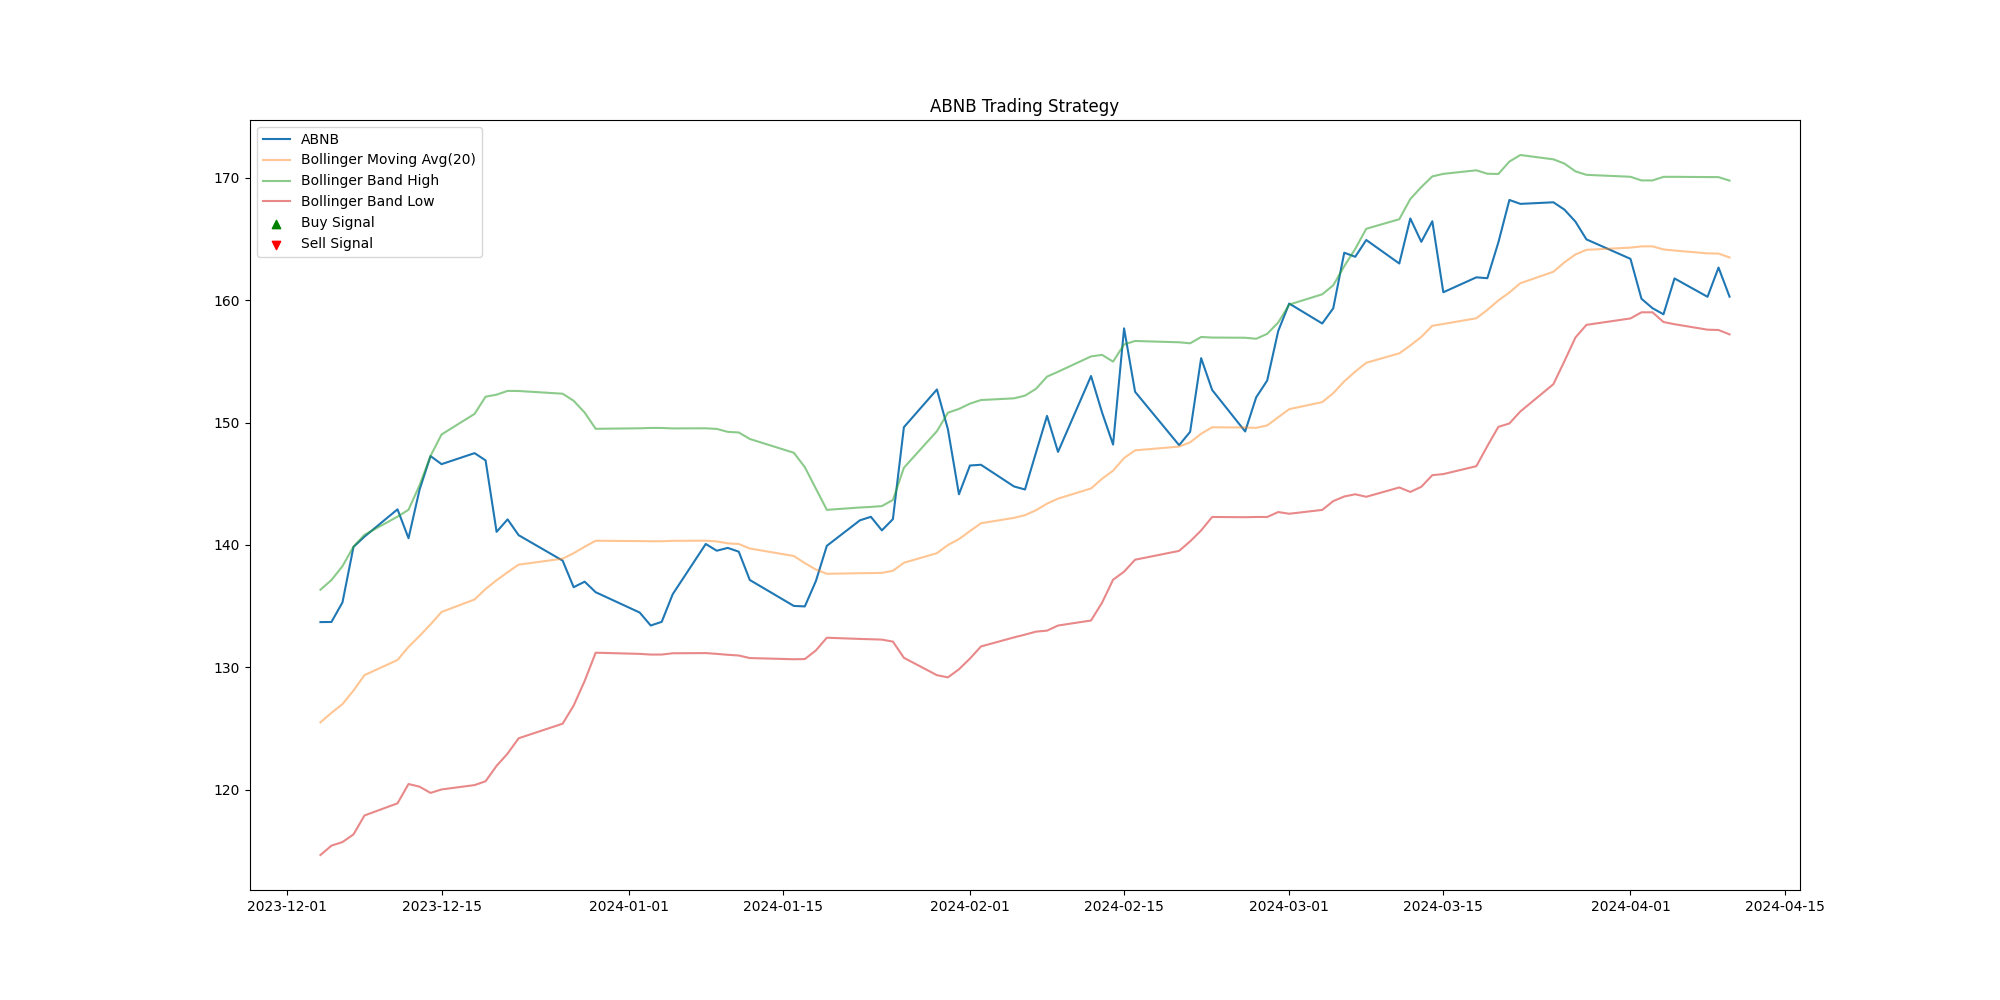 ABNB Trading Strategy
ABNB
Bollinger Moving Avg(20)
Bollinger Band High
Bollinger Band Low
Buy Signal
Sell Signal
170
160
150
140
130
120
2023-12-01 2023-12-15 2024-01-01 2024-01-15 2024-02-01 2024-02-15 2024-03-01 2024-03-15 2024-04-01 2024-04-15